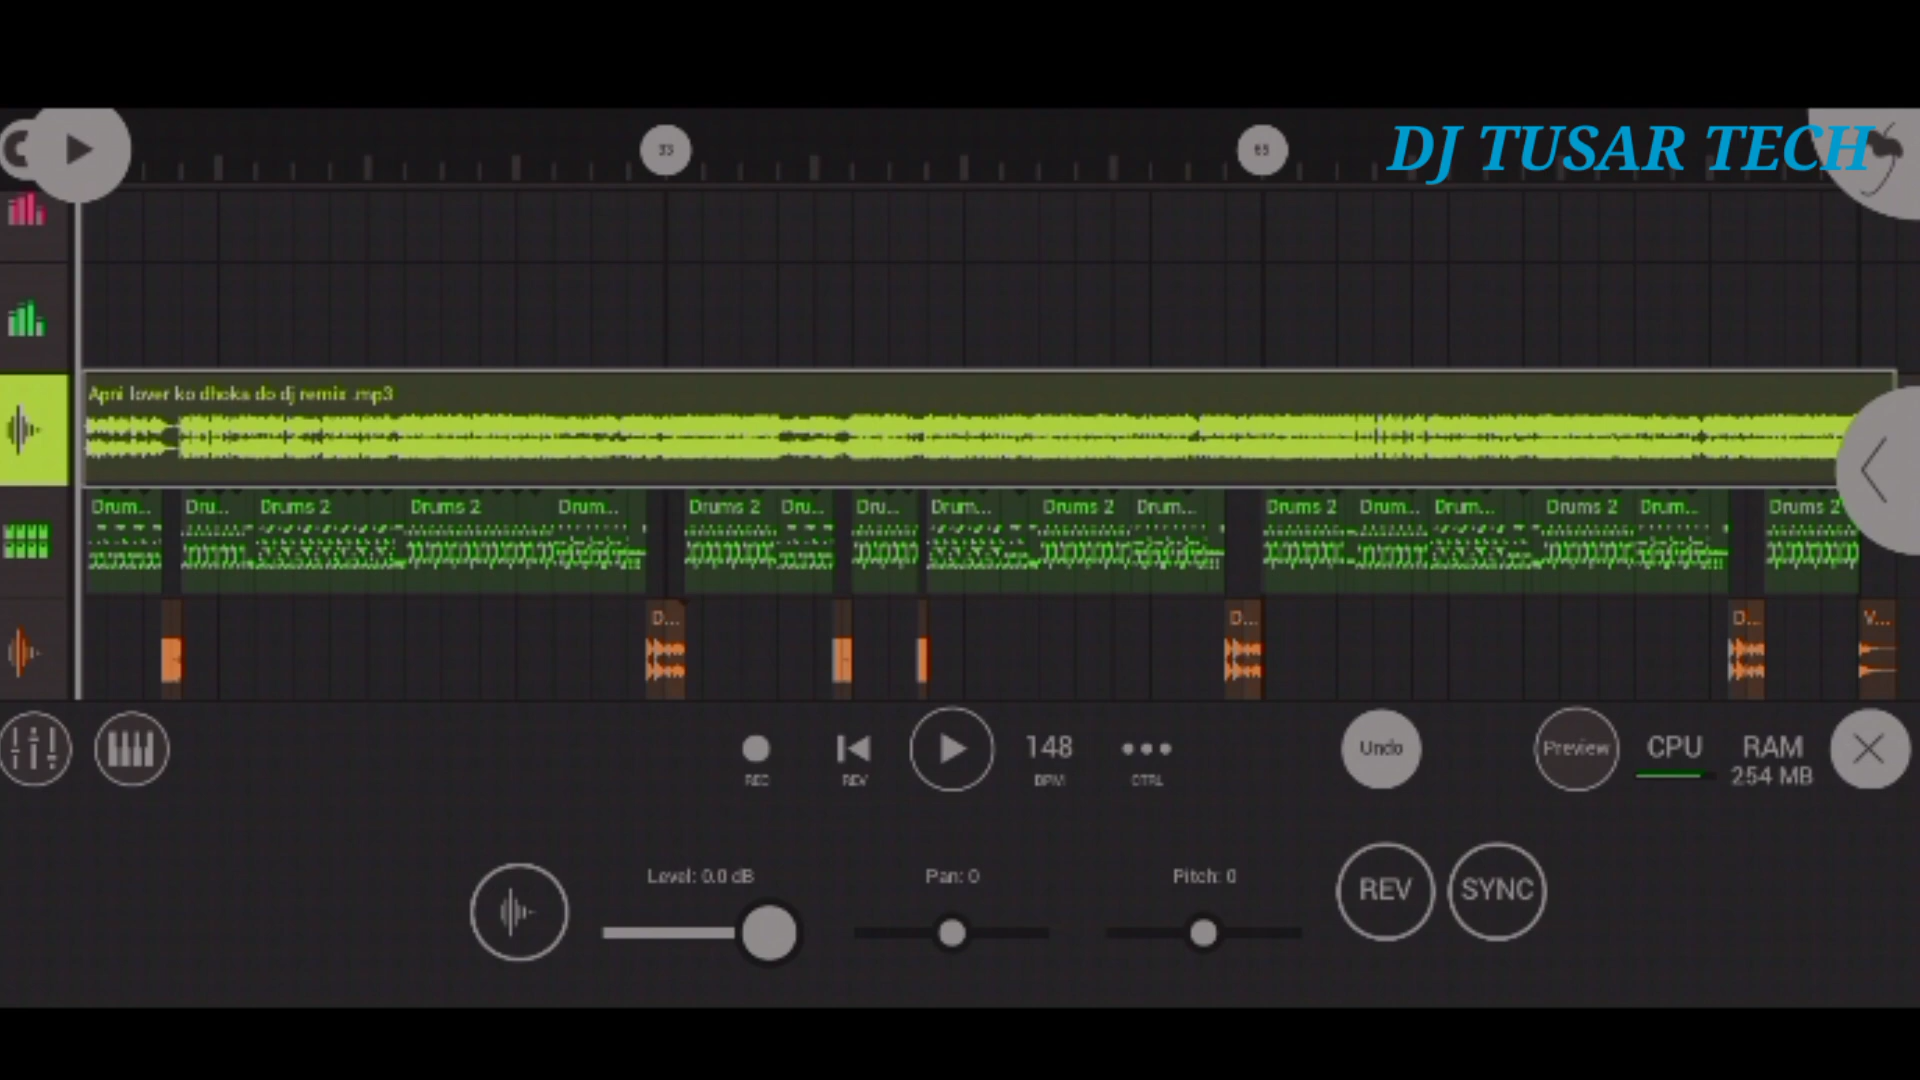 DJ TUSAR TECH
33
65
Apni lover ko dhoka do dj remix .mp3
Drum... Dru... Drums 2 Drums 2 Drum... Drums 2 Dru... Dru... Drum... Drums 2 Drum... Drums 2 Drum... Drum... Drums 2 Drum... Drums 2
D... D... D... V...
REC
REV
148
BPM
CTRL
Undo
Preview
CPU
RAM
254 MB
Level: 0.0 dB
Pan: 0
Pitch: 0
REV
SYNC